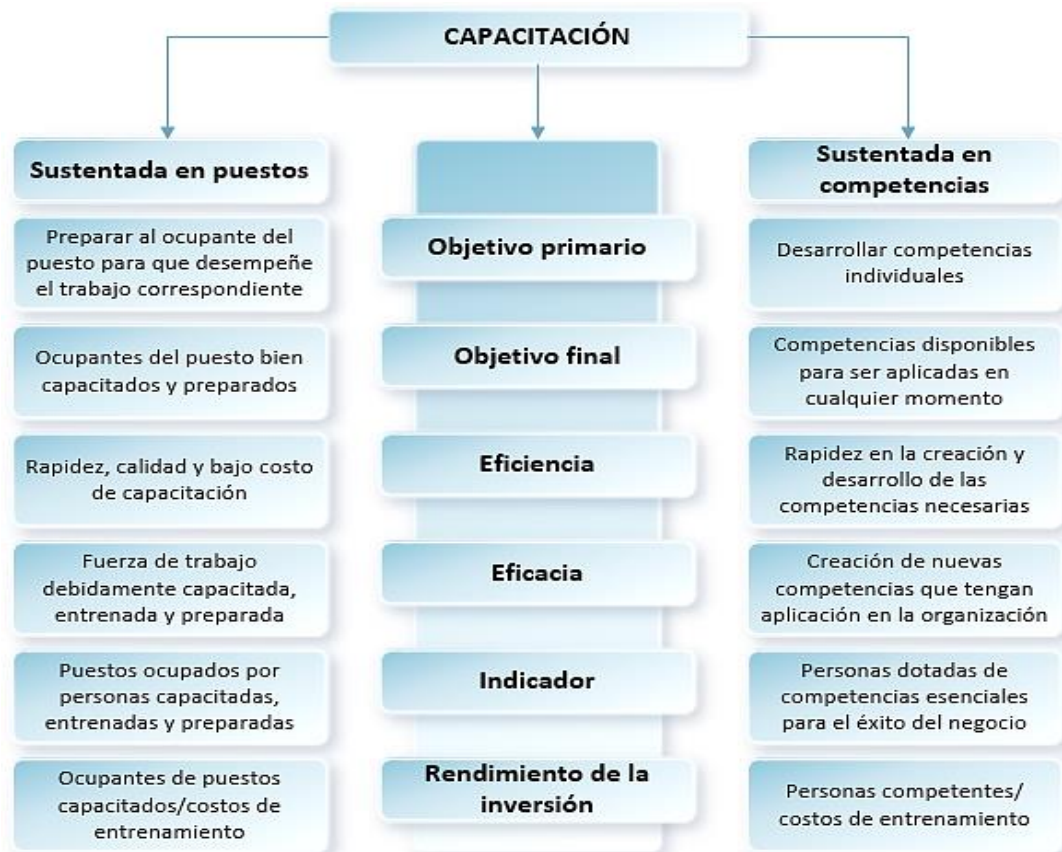 CAPACITACIÓN
Sustentada en puestos
Sustentada en
competencias
Preparar al ocupante del
puesto para que desempeñe
el trabajo correspondiente
Objetivo primario
Desarrollar competencias
individuales
Ocupantes del puesto bien
capacitados y preparados
Objetivo final
Competencias disponibles
para ser aplicadas en
cualquier momento
Rapidez, calidad y bajo costo
de capacitación
Eficiencia
Rapidez en la creación y
desarrollo de las
competencias necesarias
Fuerza de trabajo
debidamente capacitada,
entrenada y preparada
Eficacia
Creación de nuevas
competencias que tengan
aplicación en la organización
Puestos ocupados por
personas capacitadas,
entrenadas y preparadas
Indicador
Personas dotadas de
competencias esenciales
para el éxito del negocio
Ocupantes de puestos
capacitados/costos de
entrenamiento
Rendimiento de la
inversión
Personas competentes/
costos de entrenamiento